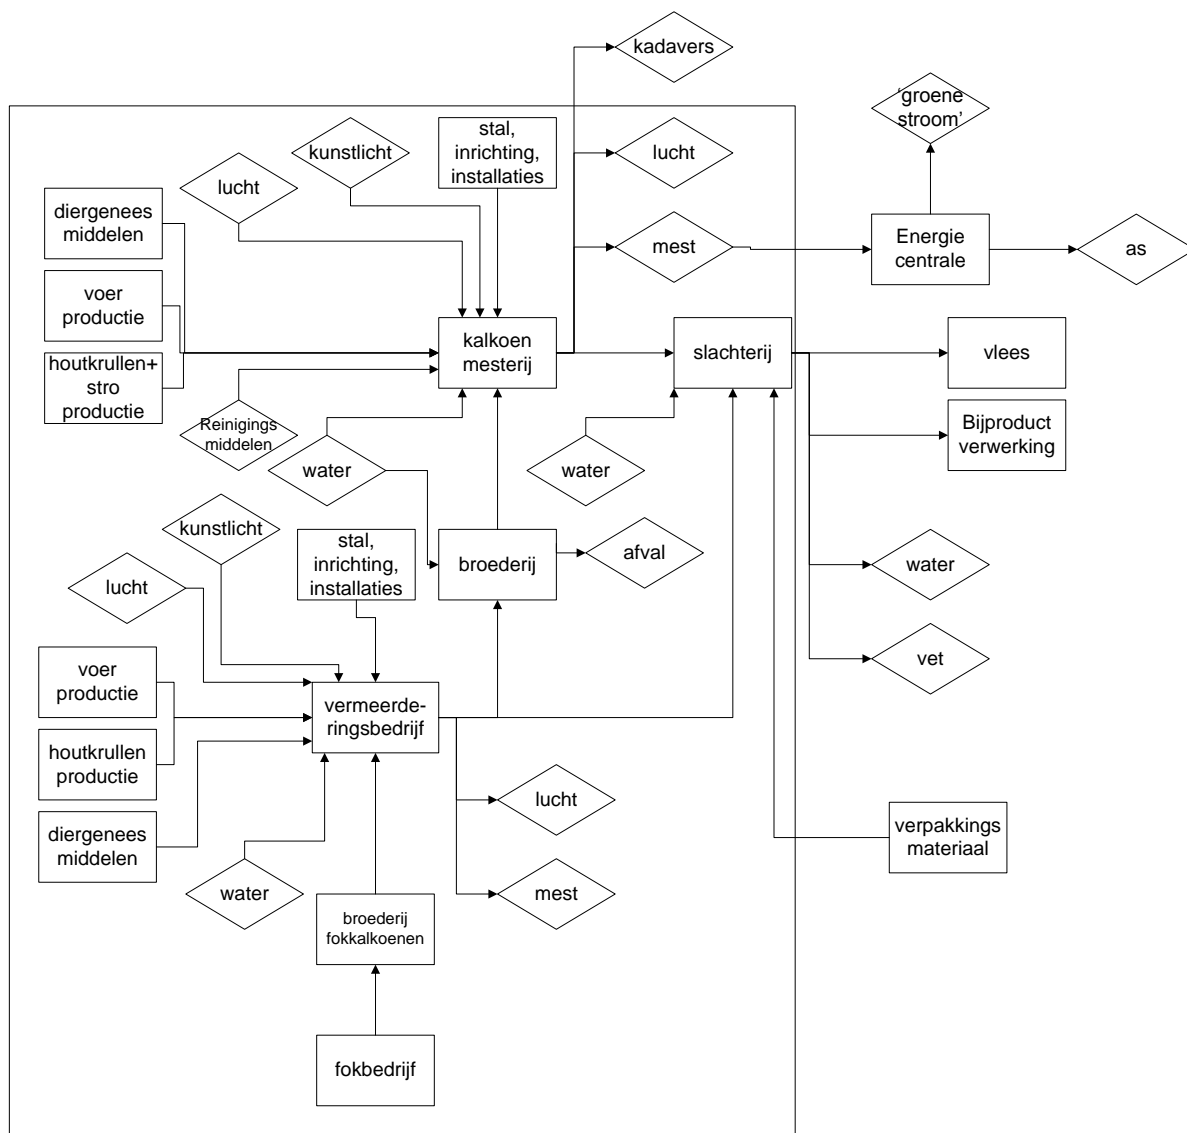 kadavers
'groene
stroom'
stal,
inrichting,
installaties
kunstlicht
lucht
lucht
diergenees
middelen
mest
Energie
centrale
as
voer
productie
kalkoen
mesterij
slachterij
vlees
houtkrullen+
stro
productie
Reinigings
middelen
water
water
Bijproduct
verwerking
kunstlicht
stal,
inrichting,
installaties
broederij
afval
water
lucht
voer
productie
vermeerde-
ringsbedrijf
vet
houtkrullen
productie
lucht
diergenees
middelen
verpakkings
materiaal
water
mest
broederij
fokkalkoenen
fokbedrijf